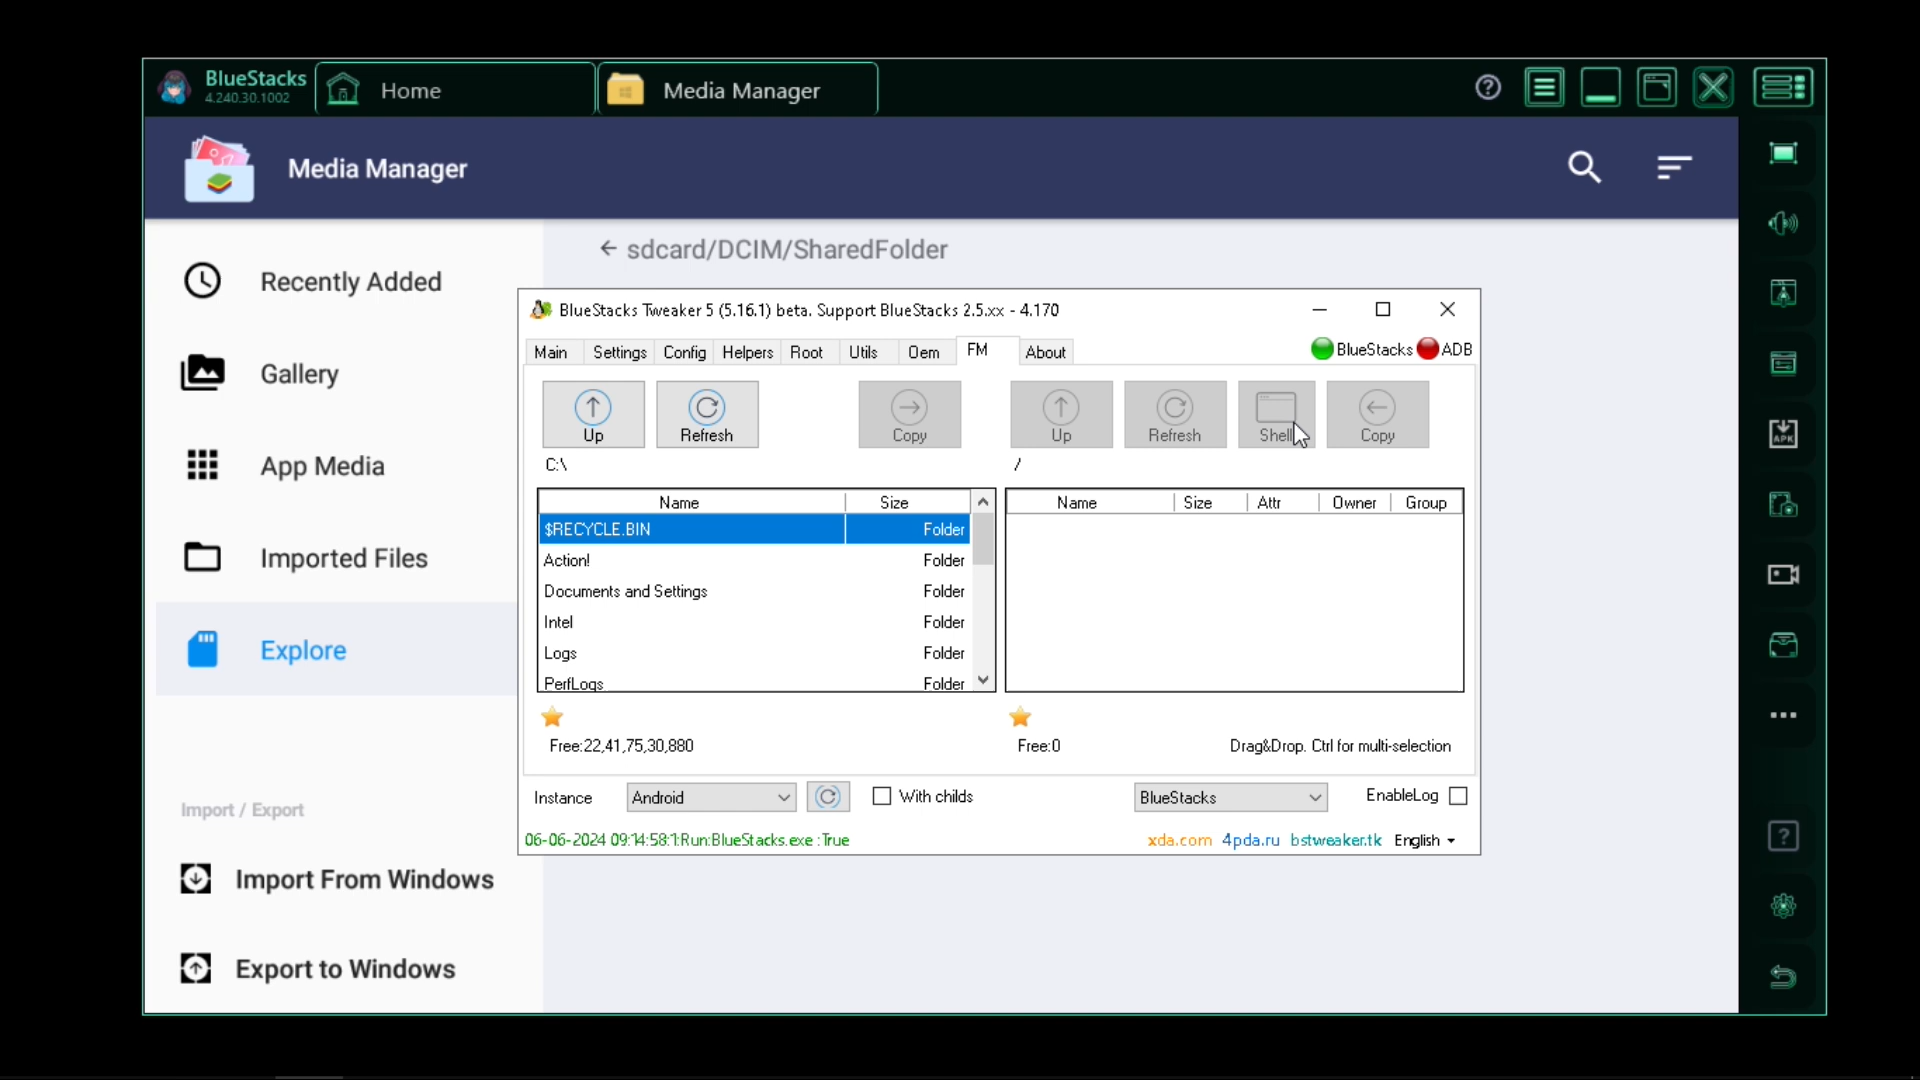 BlueStacks
4.240.30.1002
Home
Media Manager
Media Manager
Recently Added
Gallery
App Media
Imported Files
Explore
Import / Export
Import From Windows
Export to Windows
← sdcard/DCIM/SharedFolder
BlueStacks Tweaker 5 (5.16.1) beta. Support BlueStacks 2.5.xx - 4.170
Main Settings Config Helpers Root Utils Oem FM About
BlueStacks ADB
Up Refresh Copy Up Refresh Shell Copy
C:\ /
Name Size
$RECYCLE.BIN Folder
Action! Folder
Documents and Settings Folder
Intel Folder
Logs Folder
PerfLogs Folder
Name Size Attr Owner Group
Free:22,41,75,30,880
Free:0
Drag&Drop. Ctrl for multi-selection
Instance Android With childs BlueStacks EnableLog
06-06-2024 09:14:58:1:Run:BlueStacks.exe :True
xda.com 4pda.ru bstweaker.tk English
APK